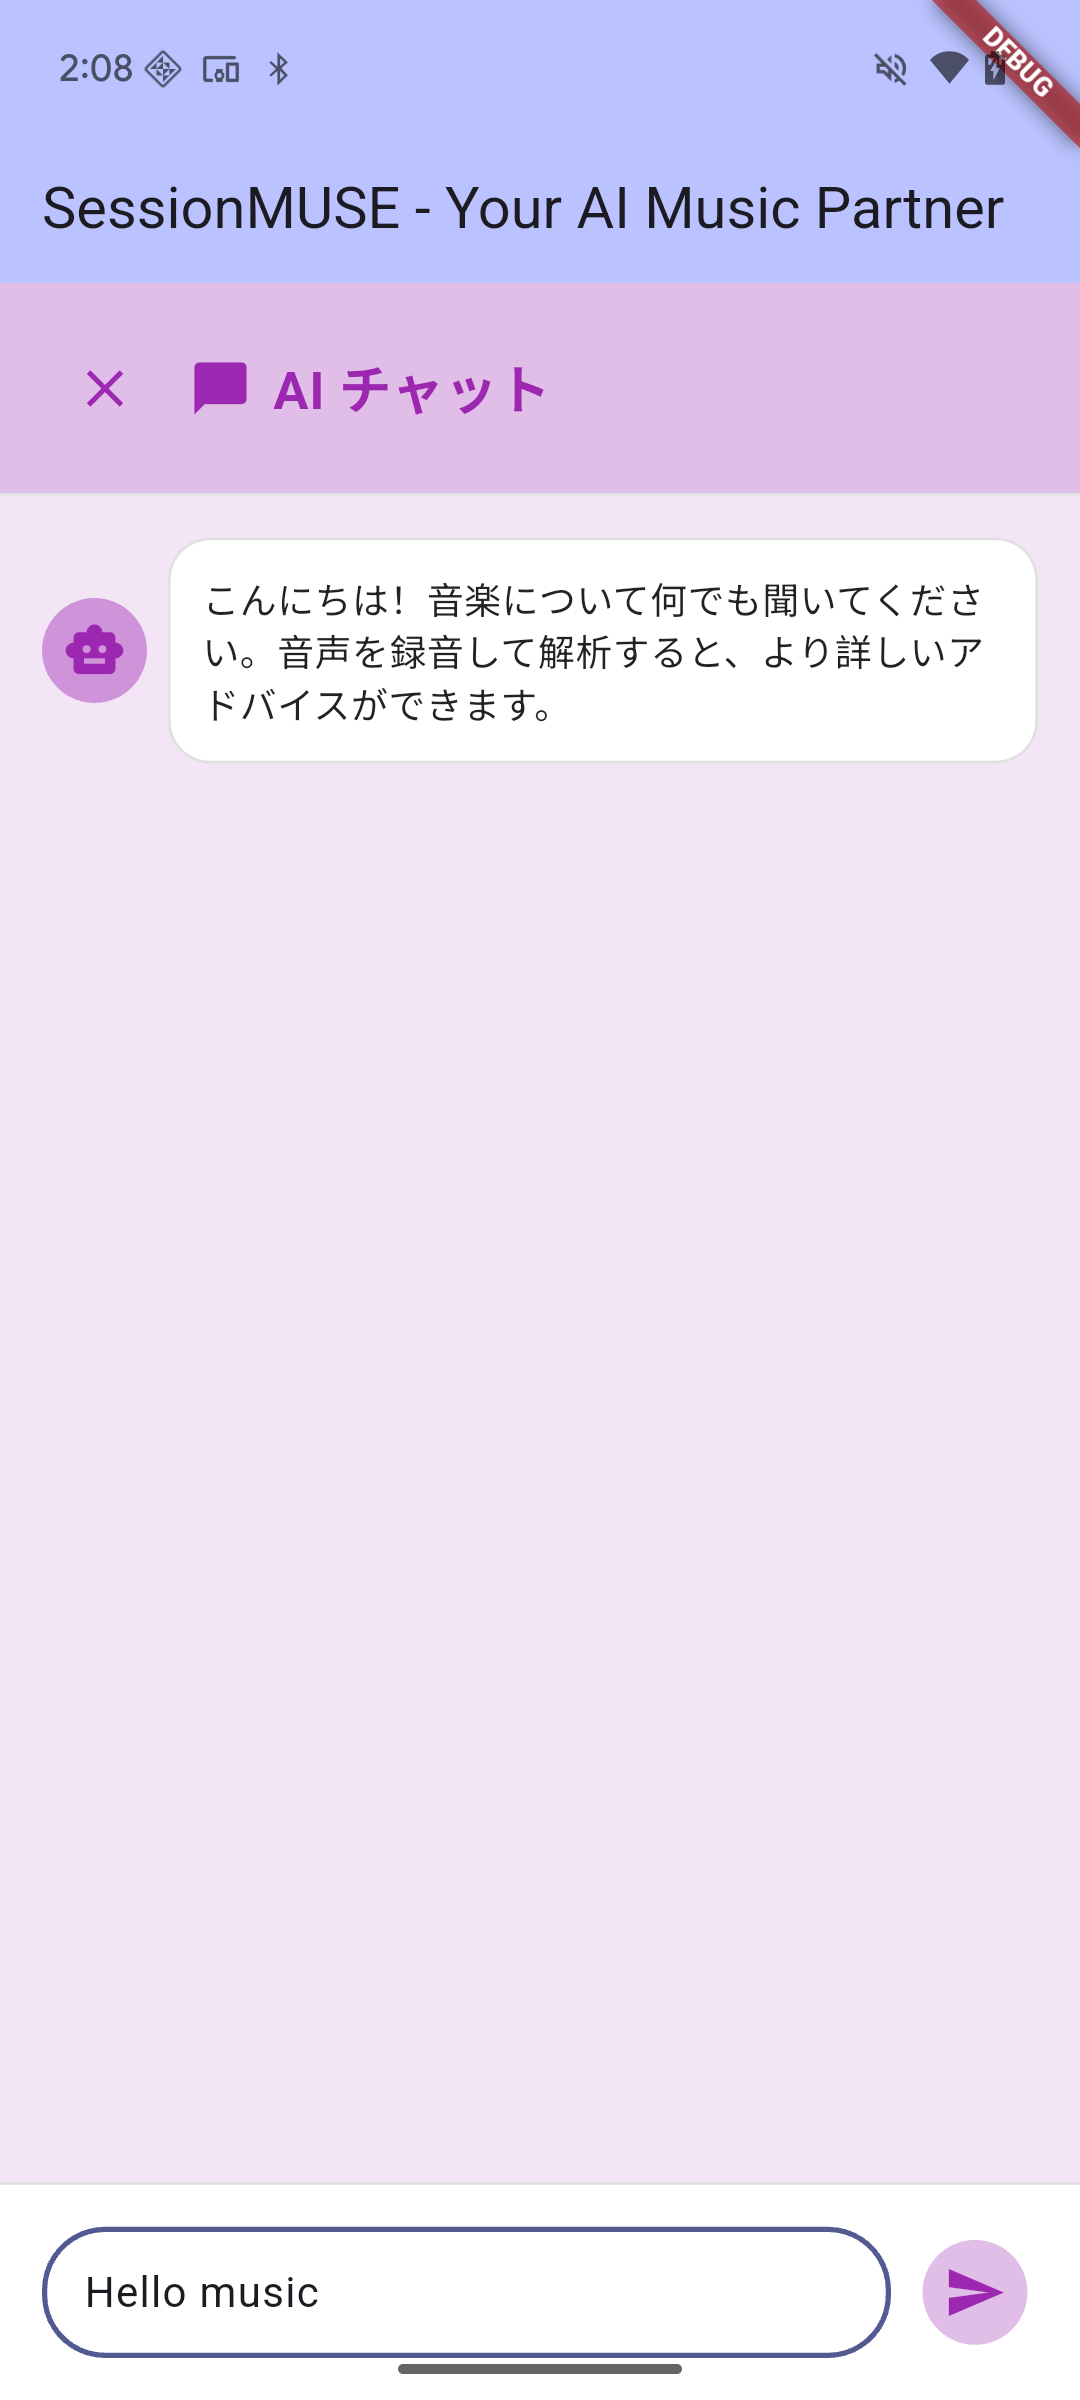 2:08
DEBUG
SessionMUSE - Your AI Music Partner
AI チャット
こんにちは！音楽について何でも聞いてくださ
い。音声を録音して解析すると、より詳しいア
ドバイスができます。
Hello music